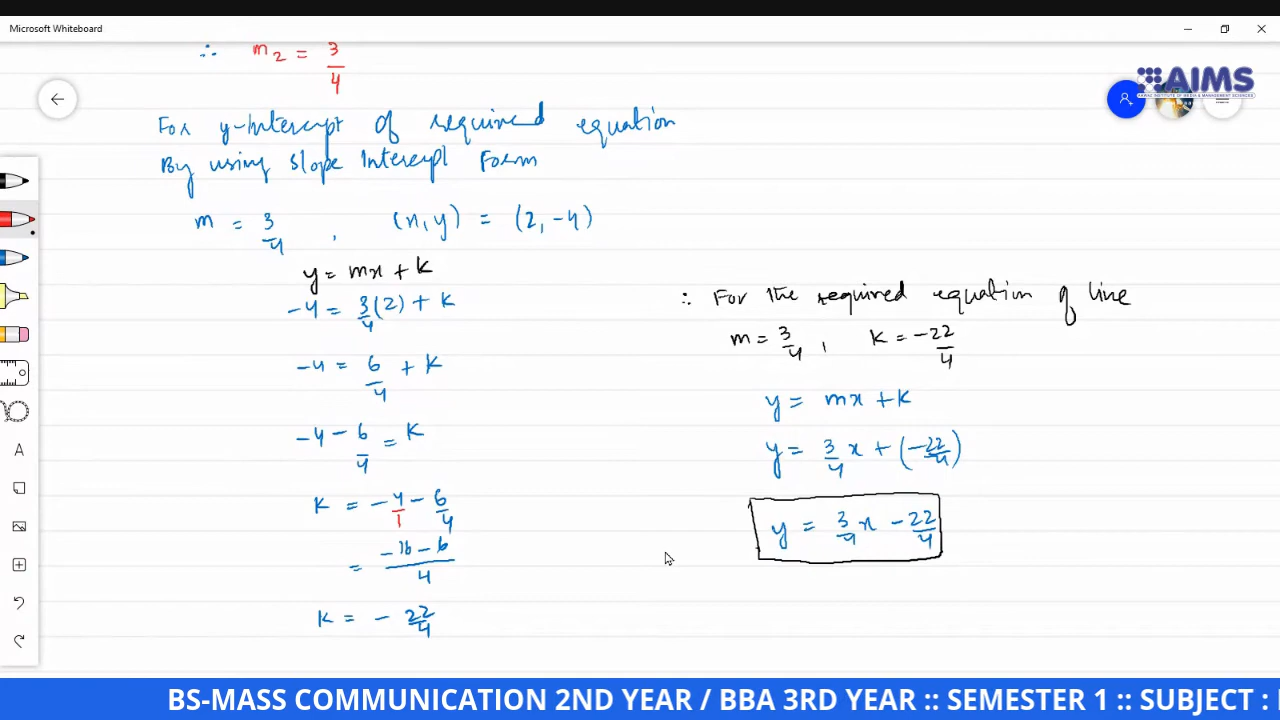 Microsoft Whiteboard
∴ m2 = 3/4
AIMS
For y-Intercept of required equation
By using Slope Intercept Form
m = 3/4 , (x,y) = (2,-4)
y = mx + k
-4 = 3/4(2) + k
-4 = 6/4 + k
-4 - 6/4 = k
k = -4/1 - 6/4
= -16 - 6/4
k = - 22/4
∴ For the required equation of line
m = 3/4 , k = -22/4
y = mx + k
y = 3/4x + (-22/4)
y = 3/4x - 22/4
A
BS-MASS COMMUNICATION 2ND YEAR / BBA 3RD YEAR :: SEMESTER 1 :: SUBJECT :